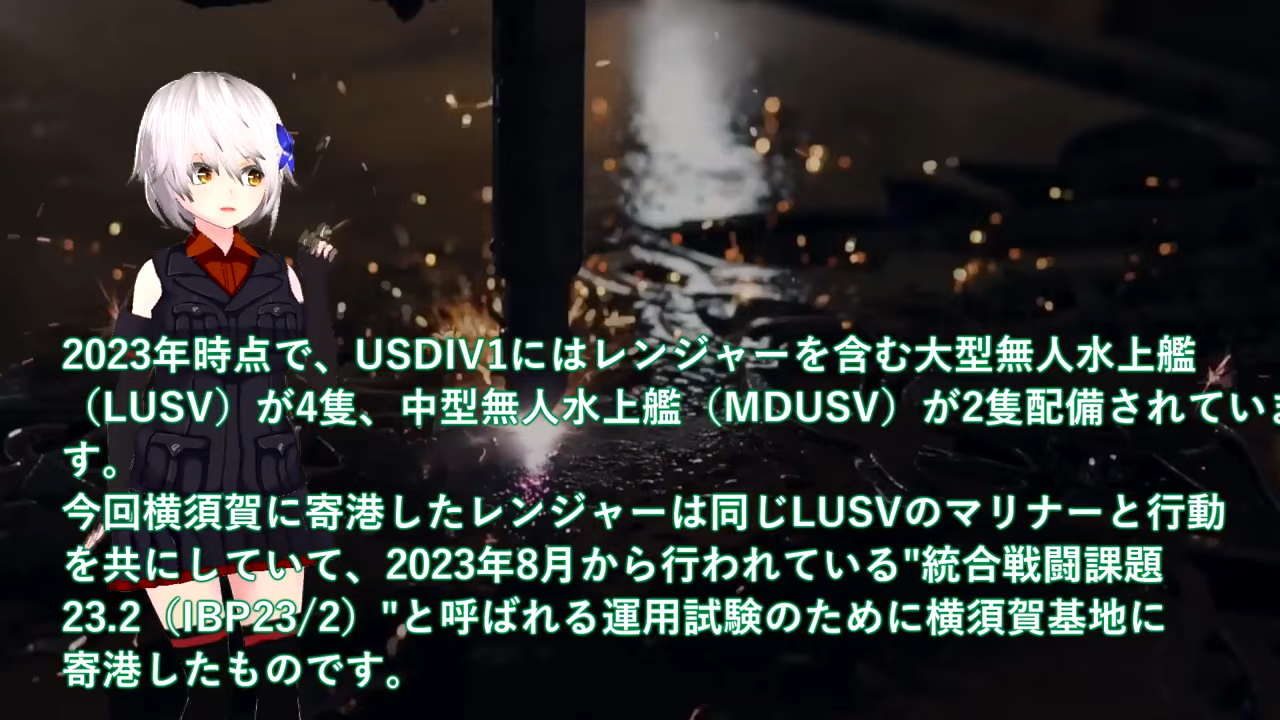 2023年時点で、USDIV1にはレンジャーを含む大型無人水上艦
（LUSV）が4隻、中型無人水上艦（MDUSV）が2隻配備されていま
す。
今回横須賀に寄港したレンジャーは同じLUSVのマリナーと行動
を共にしていて、2023年8月から行われている"統合戦闘課題
23.2（IBP23/2）"と呼ばれる運用試験のために横須賀基地に
寄港したものです。